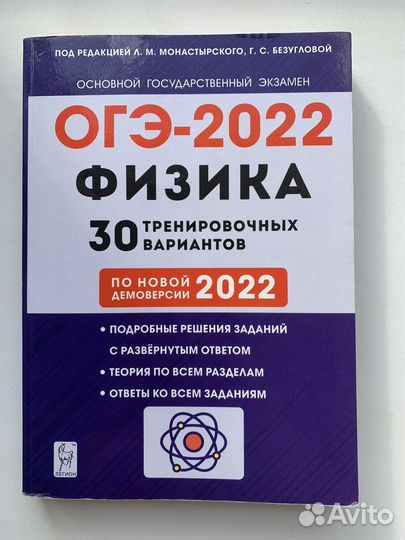 ПОД РЕДАКЦИЕЙ Л. М. МОНАСТЫРСКОГО, Г. С. БЕЗУГЛОВОЙ
ОСНОВНОЙ ГОСУДАРСТВЕННЫЙ ЭКЗАМЕН
ОГЭ-2022
ФИЗИКА
30 ТРЕНИРОВОЧНЫХ
ВАРИАНТОВ
ПО НОВОЙ
ДЕМОВЕРСИИ 2022
• ПОДРОБНЫЕ РЕШЕНИЯ ЗАДАНИЙ
С РАЗВЁРНУТЫМ ОТВЕТОМ
• ТЕОРИЯ ПО ВСЕМ РАЗДЕЛАМ
• ОТВЕТЫ КО ВСЕМ ЗАДАНИЯМ
ЛЕГИОН
Avito